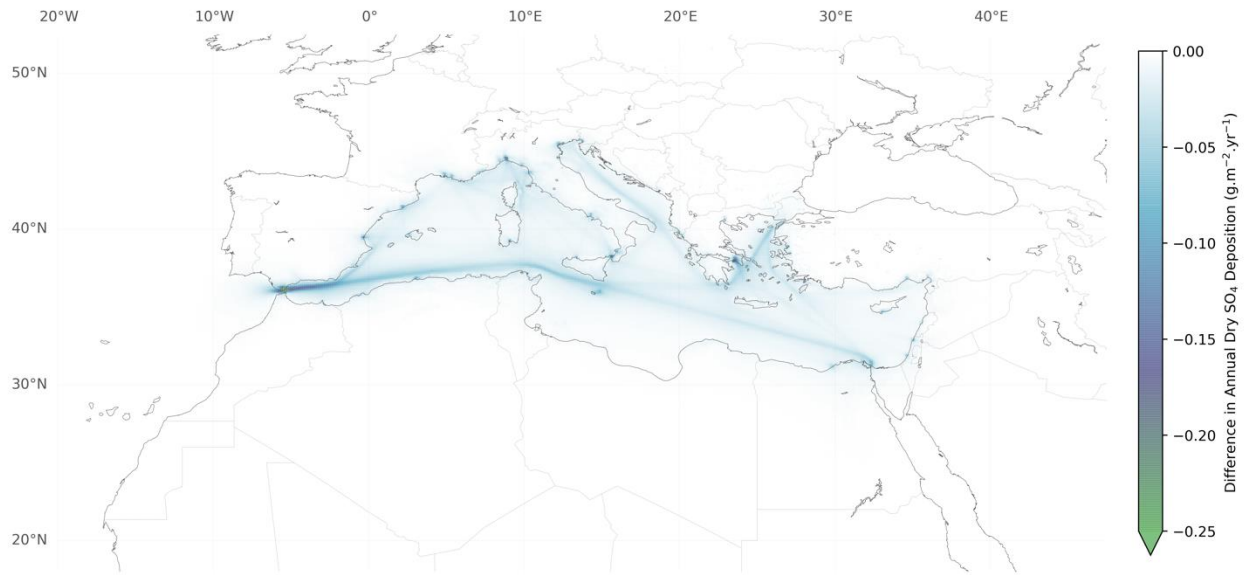 20°W 10°W 0° 10°E 20°E 30°E 40°E
50°N
40°N
30°N
20°N
0.00
−0.05
−0.10
−0.15
−0.20
−0.25
Difference in Annual Dry SO₄ Deposition (g.m⁻².yr⁻¹)